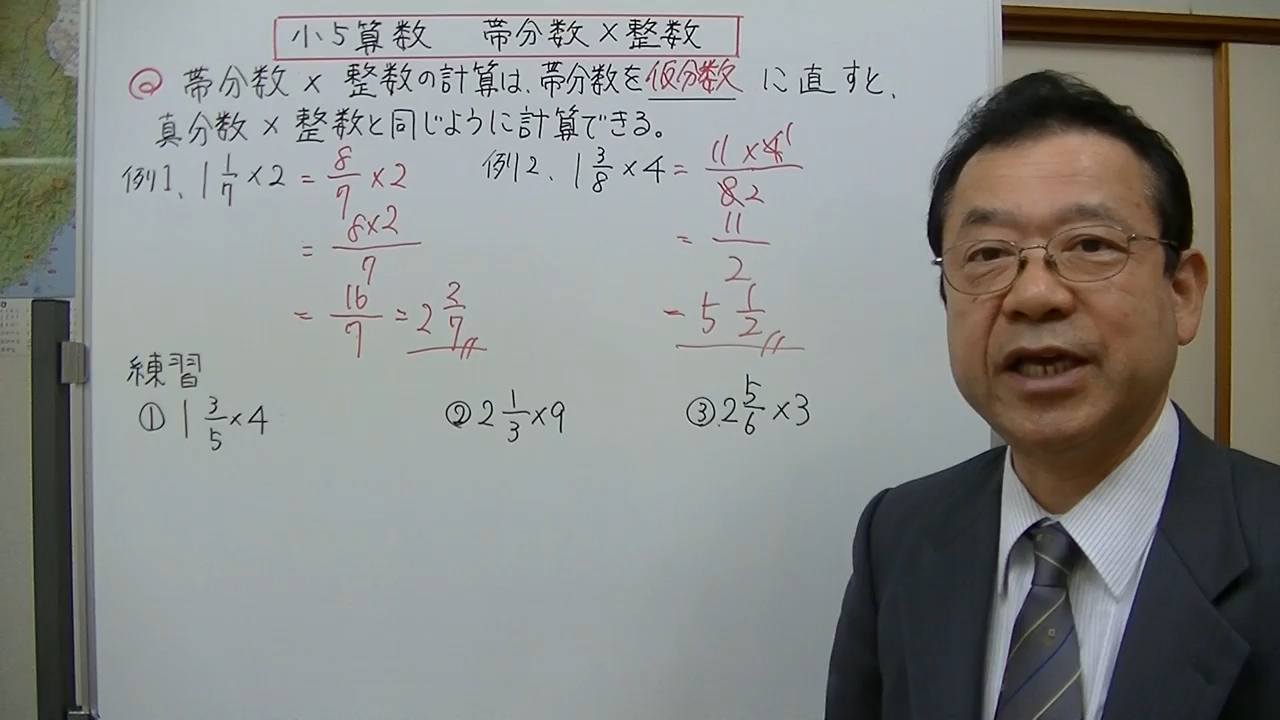 小5算数 帯分数×整数
◎ 帯分数 × 整数の計算は、帯分数を仮分数に直すと、
真分数 × 整数と同じように計算できる。
例1、1 1/7 × 2 = 8/7 × 2
= 8×2/7
= 16/7 = 2 2/7
例2、1 3/8 × 4 = 11×4 1/8 2
= 11/2
= 5 1/2
練習
① 1 3/5 × 4
② 2 1/3 × 9
③ 2 5/6 × 3